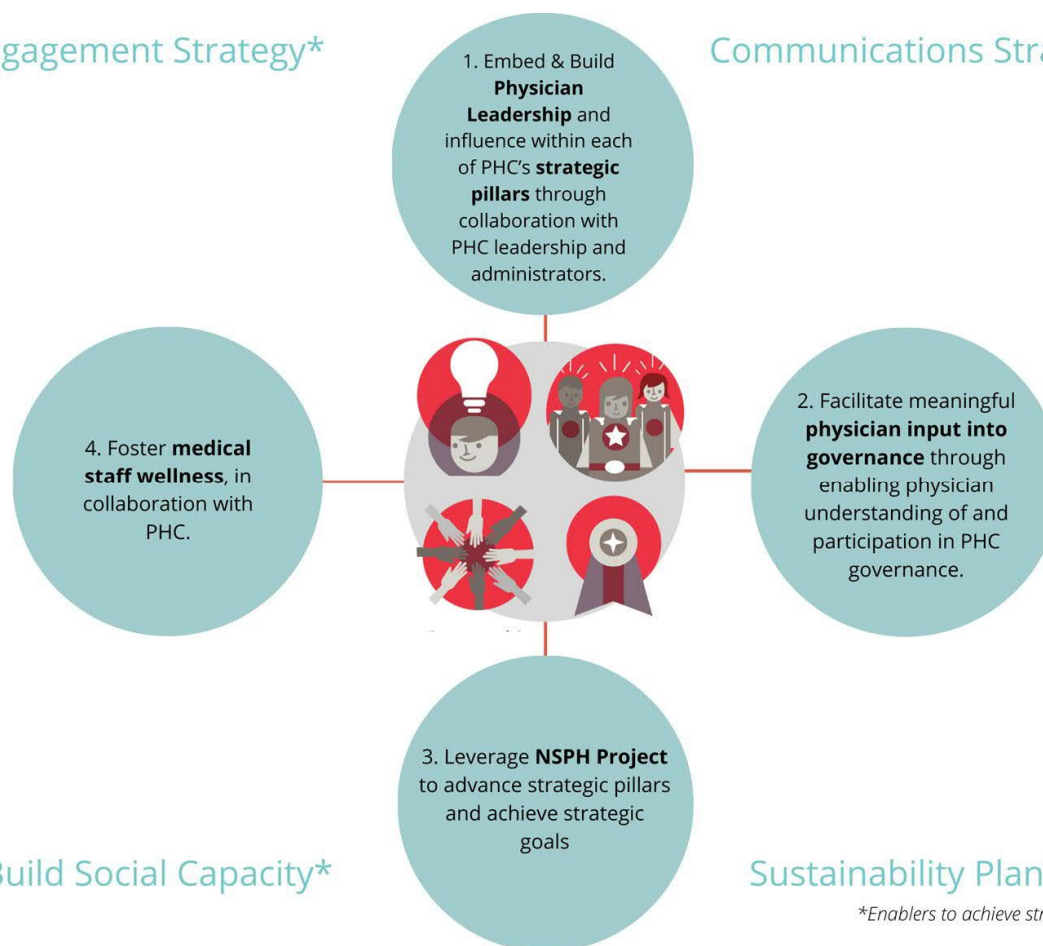 gagement Strategy*
Communications Stra
1. Embed & Build
Physician
Leadership and
influence within each
of PHC's strategic
pillars through
collaboration with
PHC leadership and
administrators.
2. Facilitate meaningful
physician input into
governance through
enabling physician
understanding of and
participation in PHC
governance.
4. Foster medical
staff wellness, in
collaboration with
PHC.
3. Leverage NSPH Project
to advance strategic pillars
and achieve strategic
goals
Build Social Capacity*
Sustainability Plan
*Enablers to achieve str